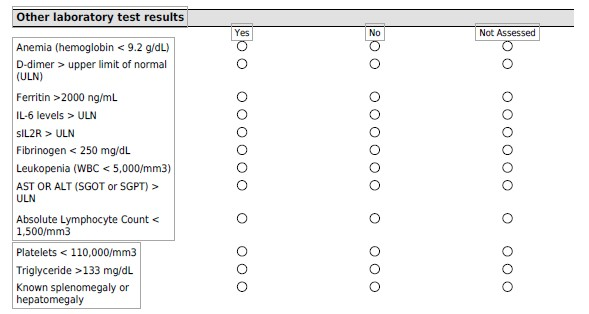 Other laboratory test results
Yes No Not Assessed
Anemia (hemoglobin < 9.2 g/dL)
D-dimer > upper limit of normal
(ULN)
Ferritin >2000 ng/mL
IL-6 levels > ULN
sIL2R > ULN
Fibrinogen < 250 mg/dL
Leukopenia (WBC < 5,000/mm3)
AST OR ALT (SGOT or SGPT) >
ULN
Absolute Lymphocyte Count <
1,500/mm3
Platelets < 110,000/mm3
Triglyceride >133 mg/dL
Known splenomegaly or
hepatomegaly